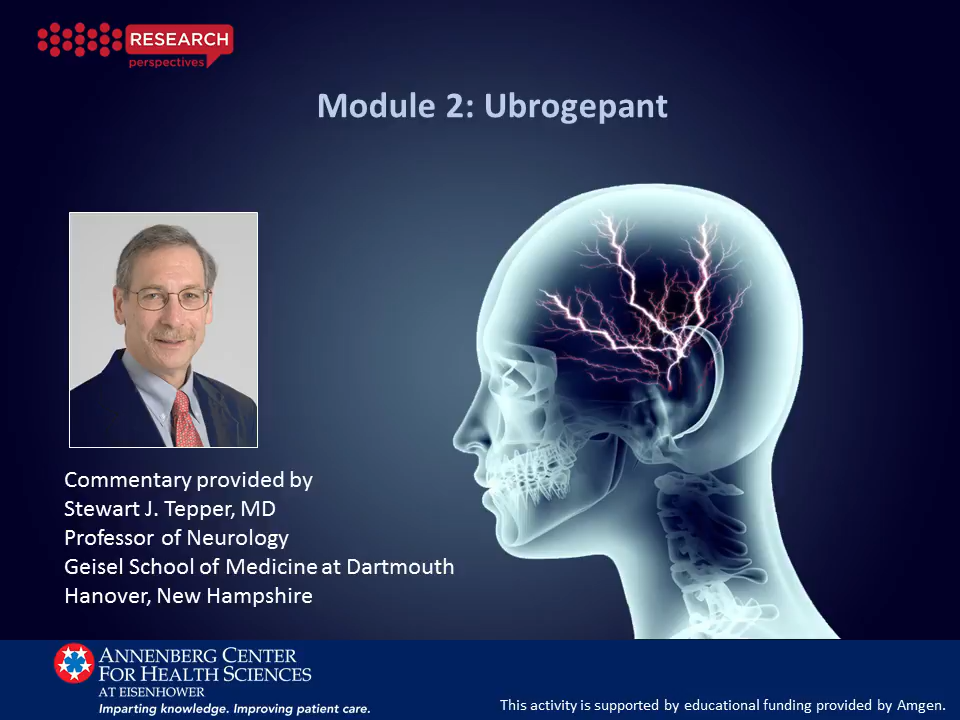 RESEARCH
perspectives
Module 2: Ubrogepant
Commentary provided by
Stewart J. Tepper, MD
Professor of Neurology
Geisel School of Medicine at Dartmouth
Hanover, New Hampshire
ANNENBERG CENTER
FOR HEALTH SCIENCES
AT EISENHOWER
Imparting knowledge. Improving patient care.
This activity is supported by educational funding provided by Amgen.